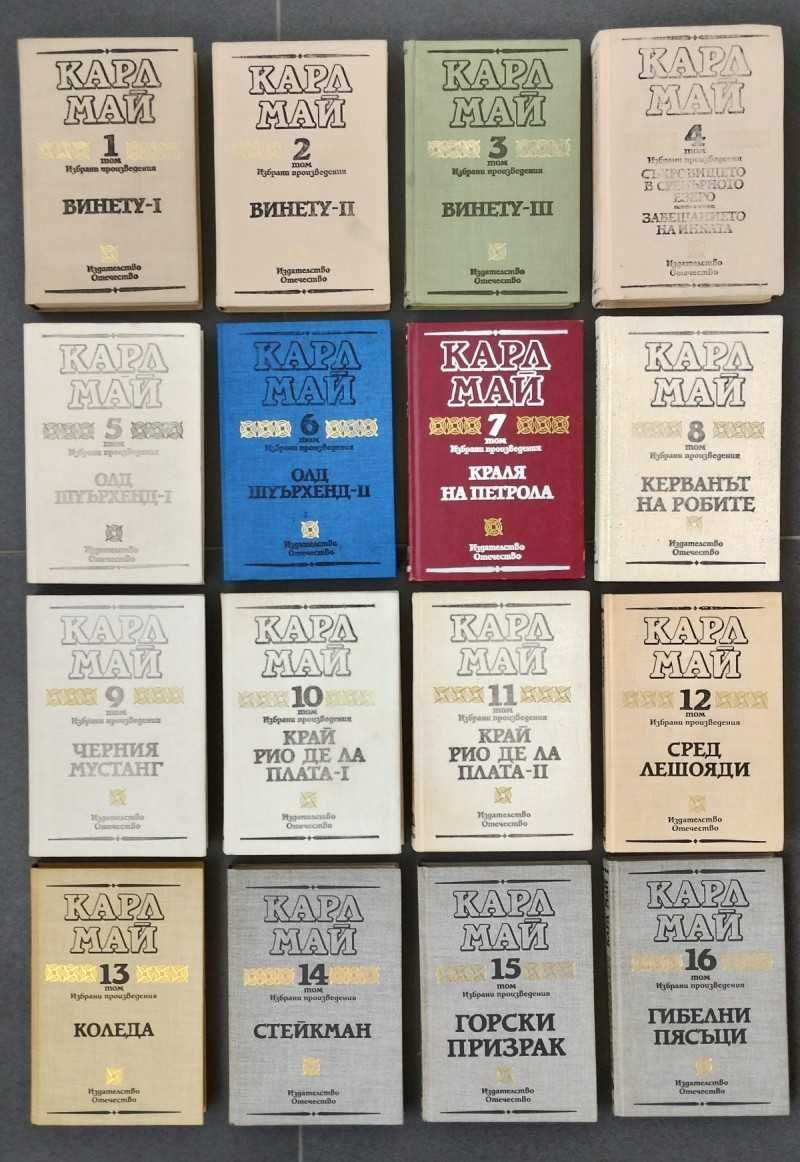 КАРЛ
МАЙ
1
том
Избрани произведения
ВИНЕТУ-I
Издателство
Отечество
КАРЛ
МАЙ
2
том
Избрани произведения
ВИНЕТУ-II
Издателство
Отечество
КАРЛ
МАЙ
3
том
Избрани произведения
ВИНЕТУ-III
Издателство
Отечество
КАРЛ
МАЙ
4
том
Избрани произведения
СЪКРОВИЩЕТО
В СРЕБЪРНОТО
ЕЗЕРО
ЗАВЕЩАНИЕТО
НА ИНКАТА
Издателство
Отечество
КАРЛ
МАЙ
5
том
Избрани произведения
ОЛД
ШУЪРХЕНД-I
Издателство
Отечество
КАРЛ
МАЙ
6
том
Избрани произведения
ОЛД
ШУЪРХЕНД-II
Издателство
Отечество
КАРЛ
МАЙ
7
том
Избрани произведения
КРАЛЯ
НА ПЕТРОЛА
Издателство
Отечество
КАРЛ
МАЙ
8
том
Избрани произведения
КЕРВАНЪТ
НА РОБИТЕ
Издателство
Отечество
КАРЛ
МАЙ
9
том
Избрани произведения
ЧЕРНИЯ
МУСТАНГ
Издателство
Отечество
КАРЛ
МАЙ
10
том
Избрани произведения
КРАЙ
РИО ДЕ ЛА
ПЛАТА-I
Издателство
Отечество
КАРЛ
МАЙ
11
том
Избрани произведения
КРАЙ
РИО ДЕ ЛА
ПЛАТА-II
Издателство
Отечество
КАРЛ
МАЙ
12
том
Избрани произведения
СРЕД
ЛЕШОЯДИ
Издателство
Отечество
КАРЛ
МАЙ
13
том
Избрани произведения
КОЛЕДА
Издателство
Отечество
КАРЛ
МАЙ
14
том
Избрани произведения
СТЕЙКМАН
Издателство
Отечество
КАРЛ
МАЙ
15
том
Избрани произведения
ГОРСКИ
ПРИЗРАК
Издателство
Отечество
КАРЛ
МАЙ
16
том
Избрани произведения
ГИБЕЛНИ
ПЯСЪЦИ
Издателство
Отечество